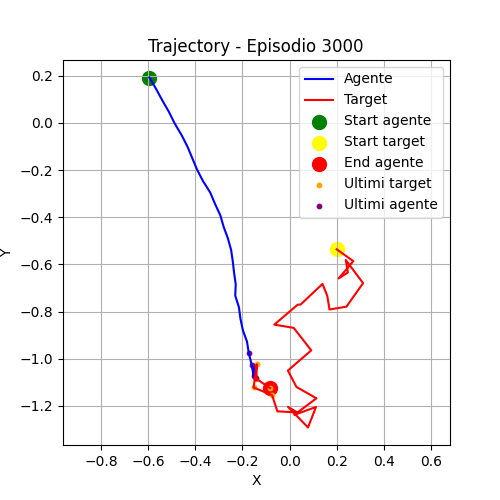 Trajectory - Episodio 3000
Agente
Target
Start agente
Start target
End agente
Ultimi target
Ultimi agente
0.2
0.0
−0.2
−0.4
−0.6
−0.8
−1.0
−1.2
Y
−0.8 −0.6 −0.4 −0.2 0.0 0.2 0.4 0.6
X